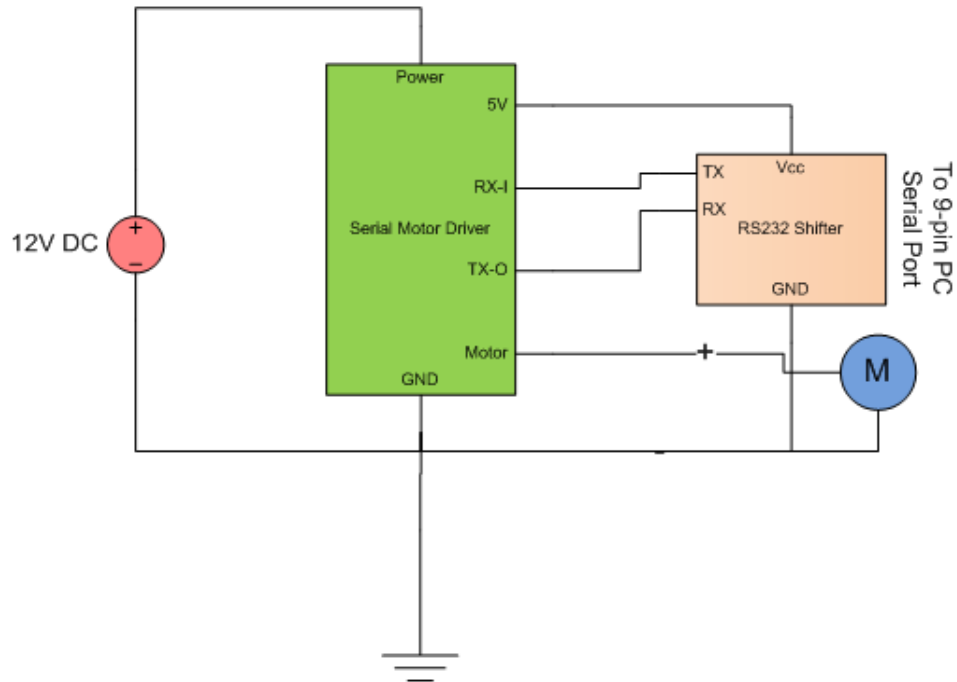 12V DC
+
−
Power
5V
RX-I
Serial Motor Driver
TX-O
Motor
GND
TX
Vcc
RX
RS232 Shifter
GND
To 9-pin PC
Serial Port
+
M
-